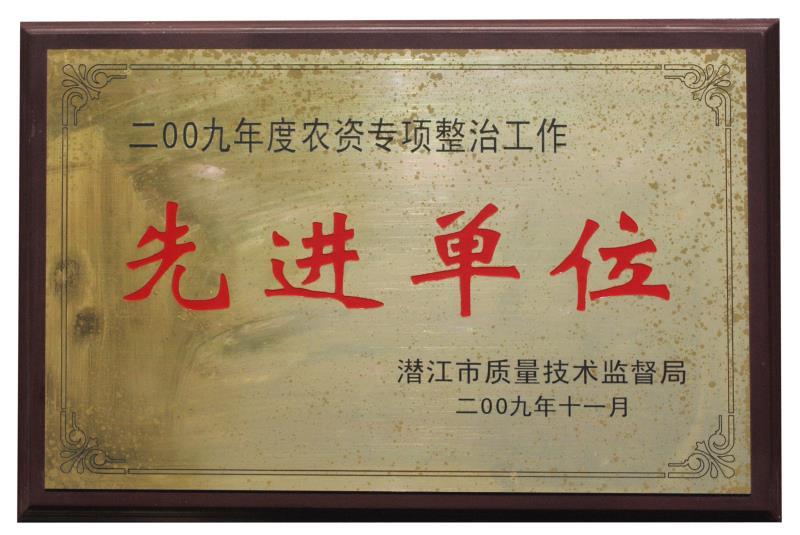 二00九年度农资专项整治工作
先进单位
潜江市质量技术监督局
二00九年十一月